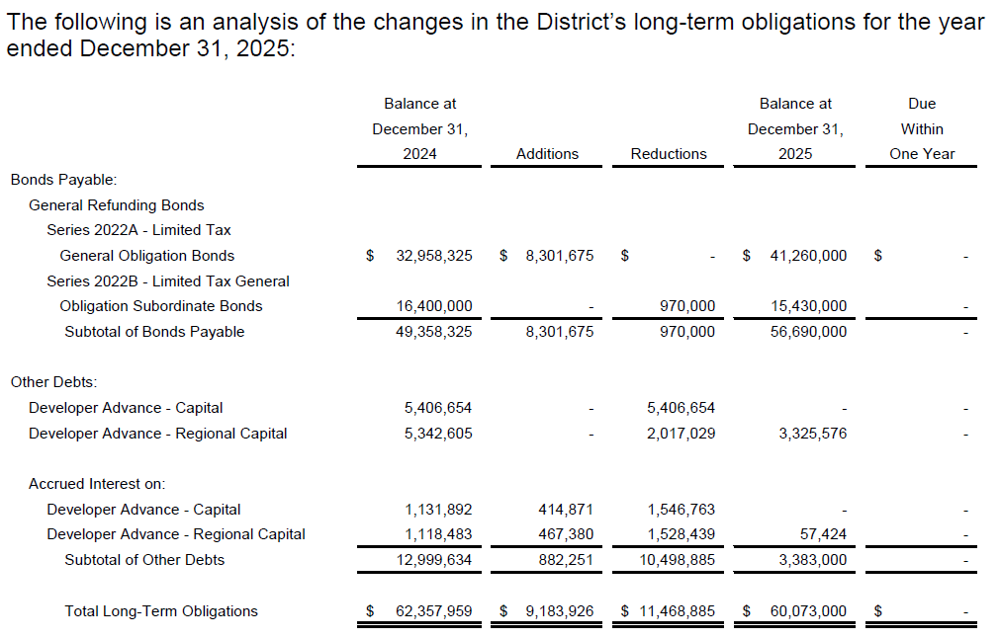 The following is an analysis of the changes in the District’s long-term obligations for the year
ended December 31, 2025:
Balance at Balance at Due
December 31, December 31, Within
2024 Additions Reductions 2025 One Year
Bonds Payable:
General Refunding Bonds
Series 2022A - Limited Tax
General Obligation Bonds $ 32,958,325 $ 8,301,675 $ - $ 41,260,000 $ -
Series 2022B - Limited Tax General
Obligation Subordinate Bonds 16,400,000 - 970,000 15,430,000 -
Subtotal of Bonds Payable 49,358,325 8,301,675 970,000 56,690,000 -
Other Debts:
Developer Advance - Capital 5,406,654 - 5,406,654 - -
Developer Advance - Regional Capital 5,342,605 - 2,017,029 3,325,576 -
Accrued Interest on:
Developer Advance - Capital 1,131,892 414,871 1,546,763 - -
Developer Advance - Regional Capital 1,118,483 467,380 1,528,439 57,424 -
Subtotal of Other Debts 12,999,634 882,251 10,498,885 3,383,000 -
Total Long-Term Obligations $ 62,357,959 $ 9,183,926 $ 11,468,885 $ 60,073,000 $ -